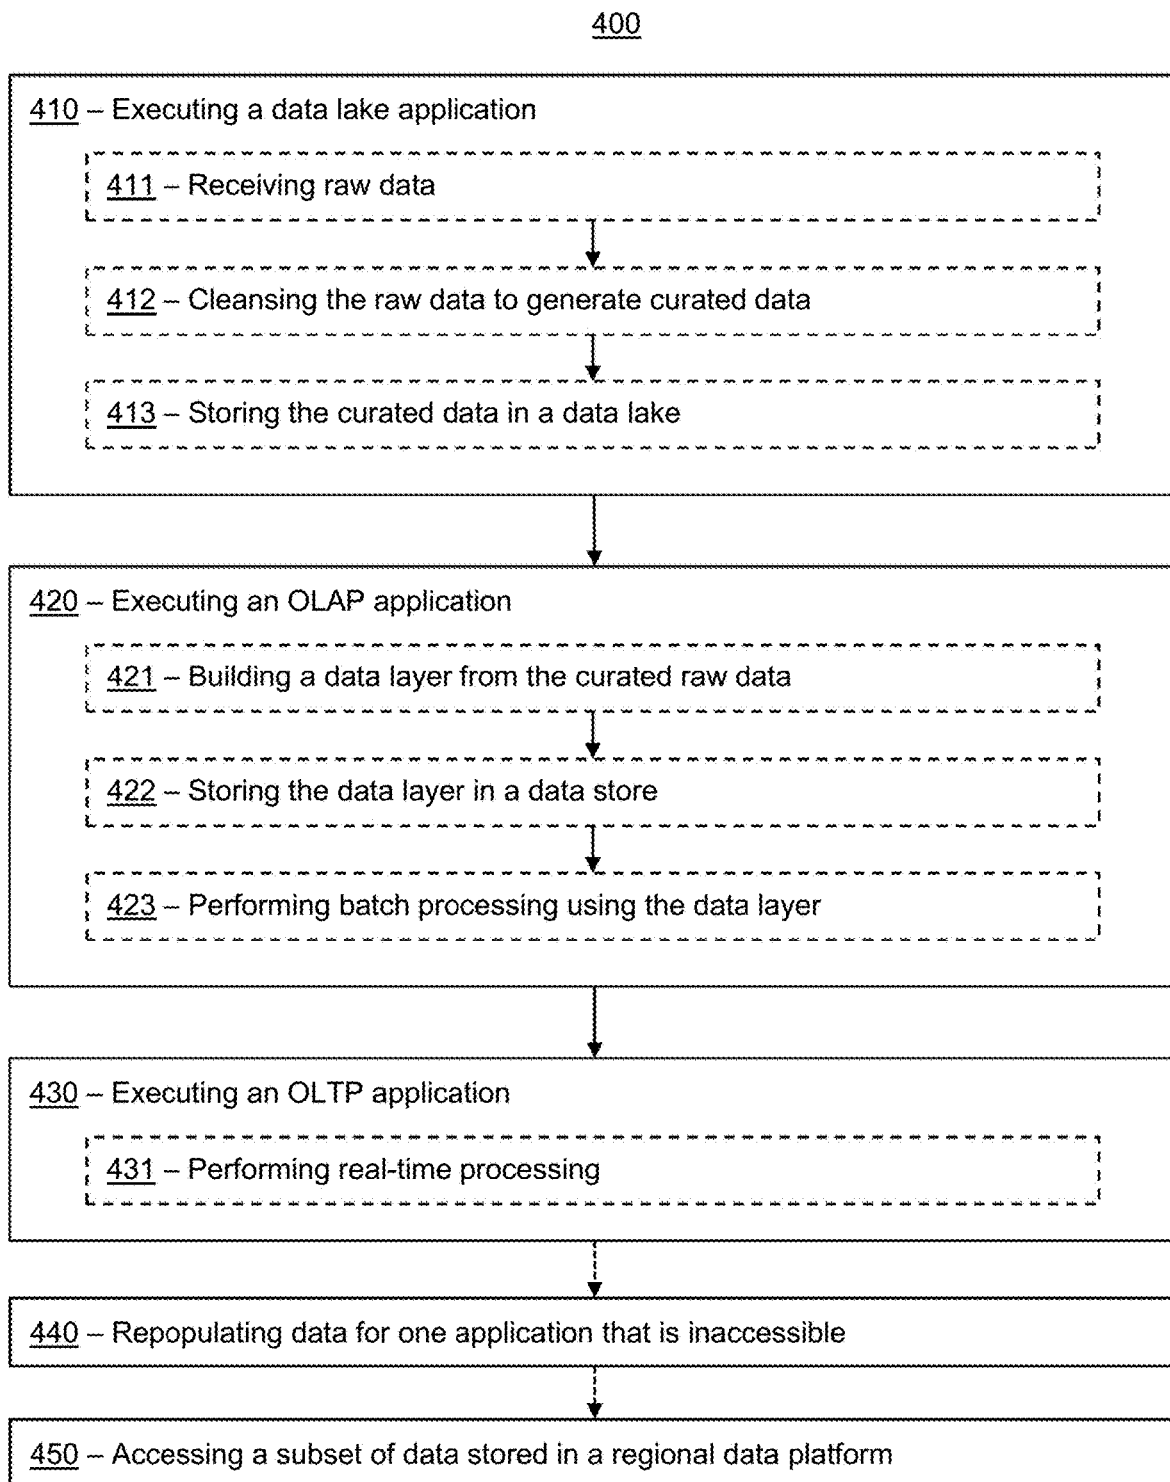 400
410 – Executing a data lake application
411 – Receiving raw data
412 – Cleansing the raw data to generate curated data
413 – Storing the curated data in a data lake
420 – Executing an OLAP application
421 – Building a data layer from the curated raw data
422 – Storing the data layer in a data store
423 – Performing batch processing using the data layer
430 – Executing an OLTP application
431 – Performing real-time processing
440 – Repopulating data for one application that is inaccessible
450 – Accessing a subset of data stored in a regional data platform